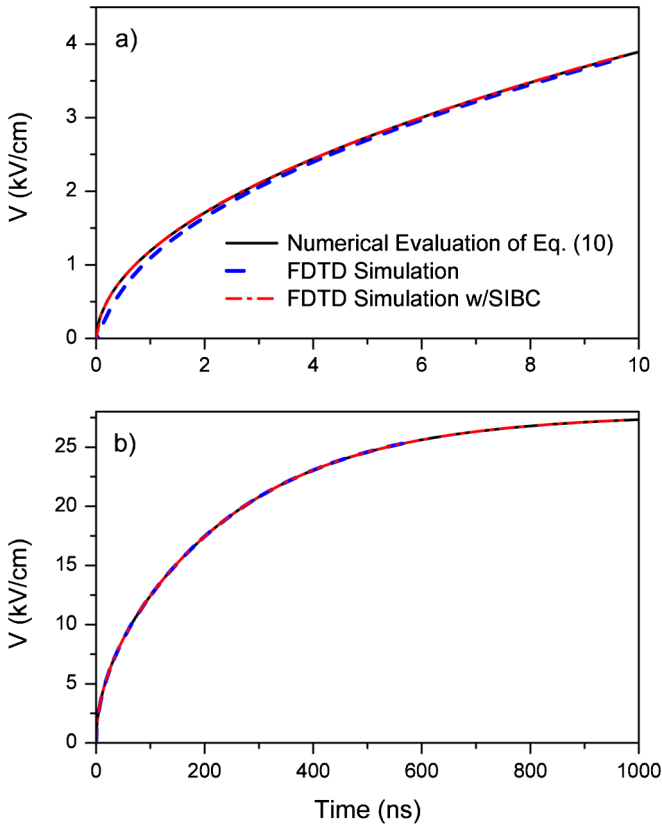 a)
V (kV/cm)
4
3
2
1
0
Numerical Evaluation of Eq. (10)
FDTD Simulation
FDTD Simulation w/SIBC
0 2 4 6 8 10
b)
V (kV/cm)
25
20
15
10
5
0
0 200 400 600 800 1000
Time (ns)